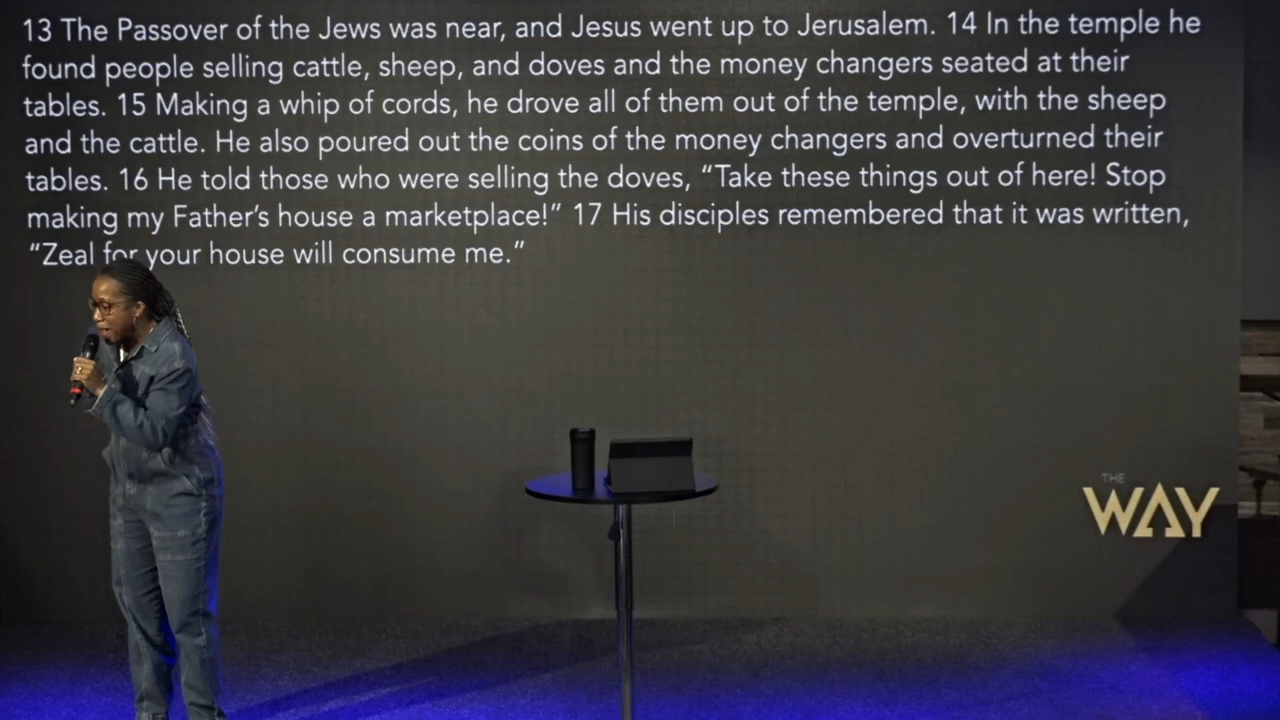 13 The Passover of the Jews was near, and Jesus went up to Jerusalem. 14 In the temple he
found people selling cattle, sheep, and doves and the money changers seated at their
tables. 15 Making a whip of cords, he drove all of them out of the temple, with the sheep
and the cattle. He also poured out the coins of the money changers and overturned their
tables. 16 He told those who were selling the doves, “Take these things out of here! Stop
making my Father’s house a marketplace!” 17 His disciples remembered that it was written,
“Zeal for your house will consume me.”
THE
WAY